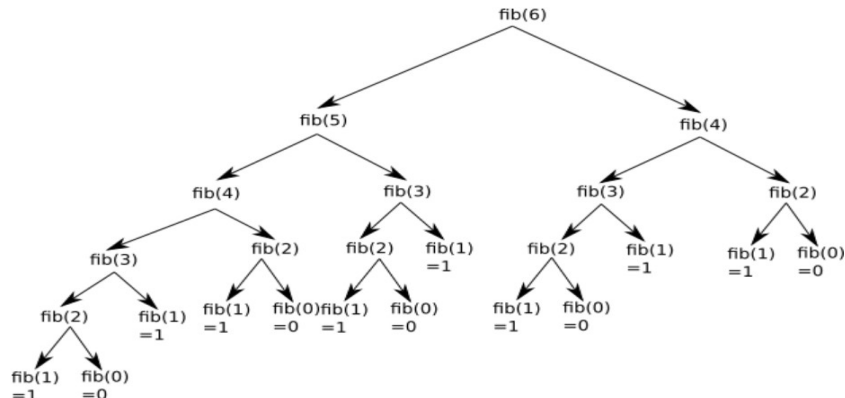 fib(6)
fib(5)
fib(4)
fib(4)
fib(3)
fib(3)
fib(2)
fib(3)
fib(2)
fib(2)
fib(1)
=1
fib(2)
fib(1)
=1
fib(1)
=1
fib(0)
=0
fib(2)
fib(1)
=1
fib(1)
=1
fib(0)
=0
fib(1)
=1
fib(0)
=0
fib(1)
=1
fib(0)
=0
fib(1)
=1
fib(0)
=0